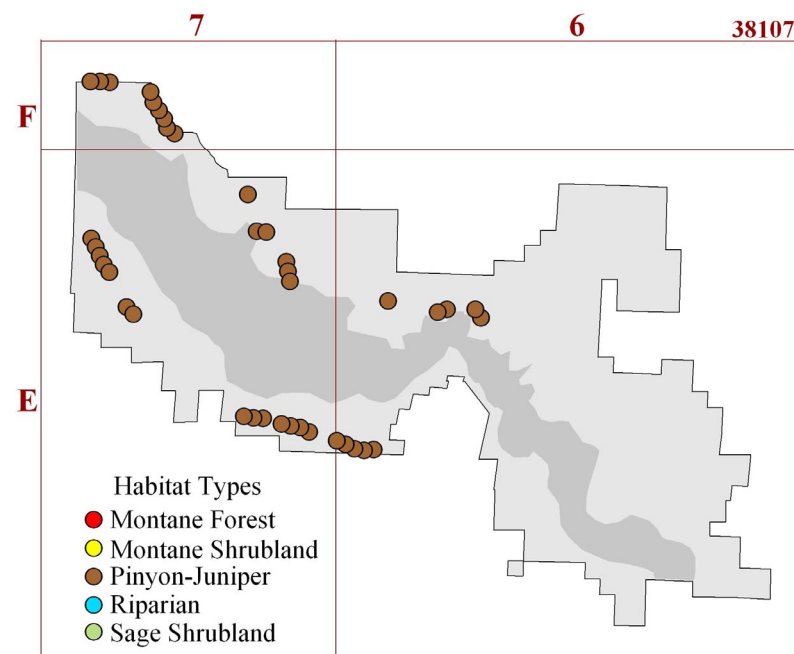 7 6 38107
F
E
Habitat Types
Montane Forest
Montane Shrubland
Pinyon-Juniper
Riparian
Sage Shrubland